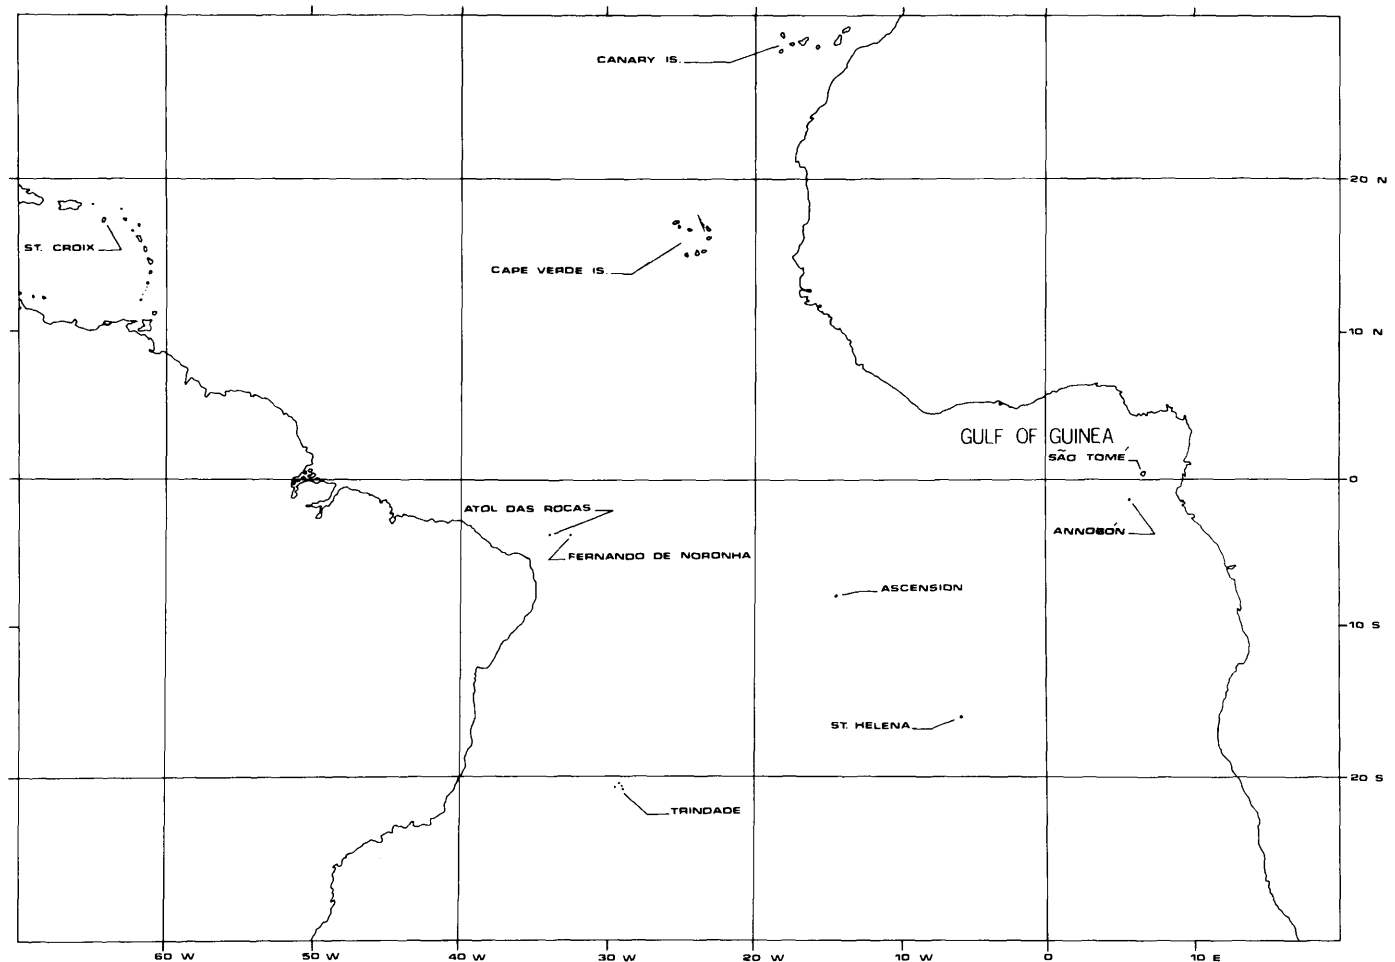 CANARY IS.
20 N
ST. CROIX
CAPE VERDE IS.
10 N
GULF OF GUINEA
SÃO TOMÉ
0
ATOL DAS ROCAS
ANNOBÓN
FERNANDO DE NORONHA
ASCENSION
10 S
ST. HELENA
20 S
TRINDADE
60 W 50 W 40 W 30 W 20 W 10 W 0 10 E